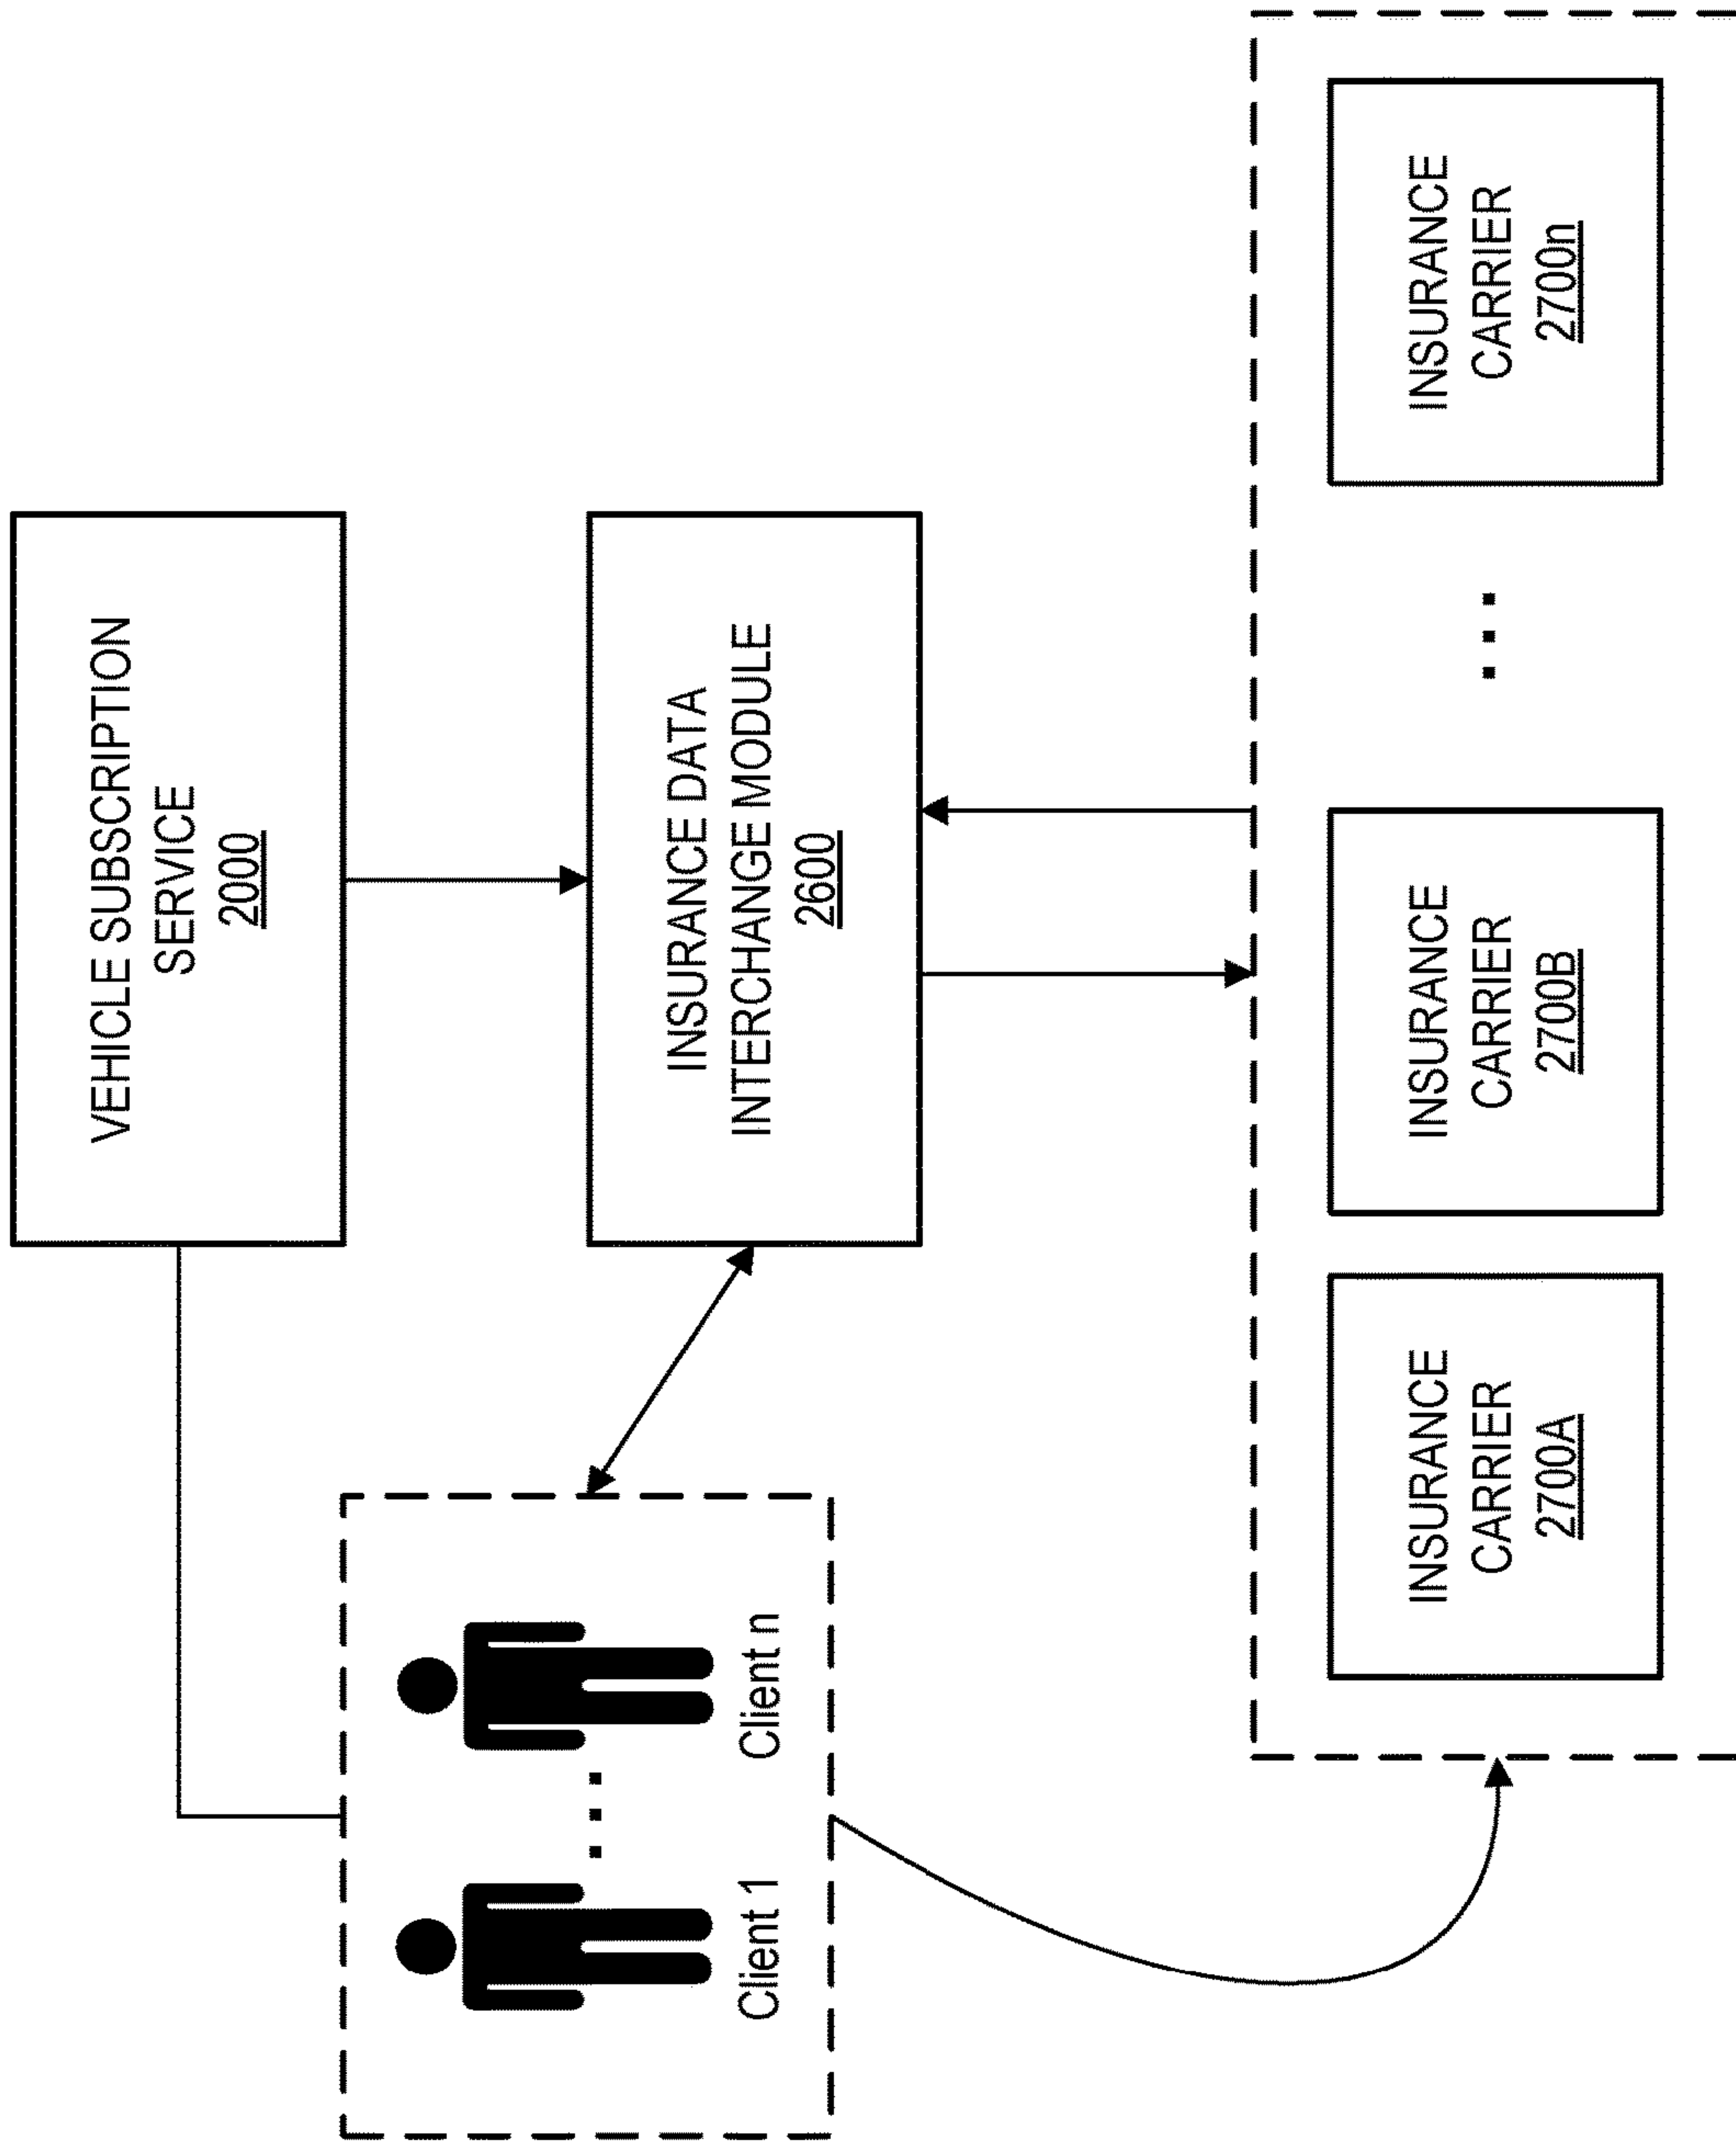 VEHICLE SUBSCRIPTION
SERVICE
2000
INSURANCE DATA
INTERCHANGE MODULE
2600
Client 1
Client n
INSURANCE
CARRIER
2700A
INSURANCE
CARRIER
2700B
INSURANCE
CARRIER
2700n